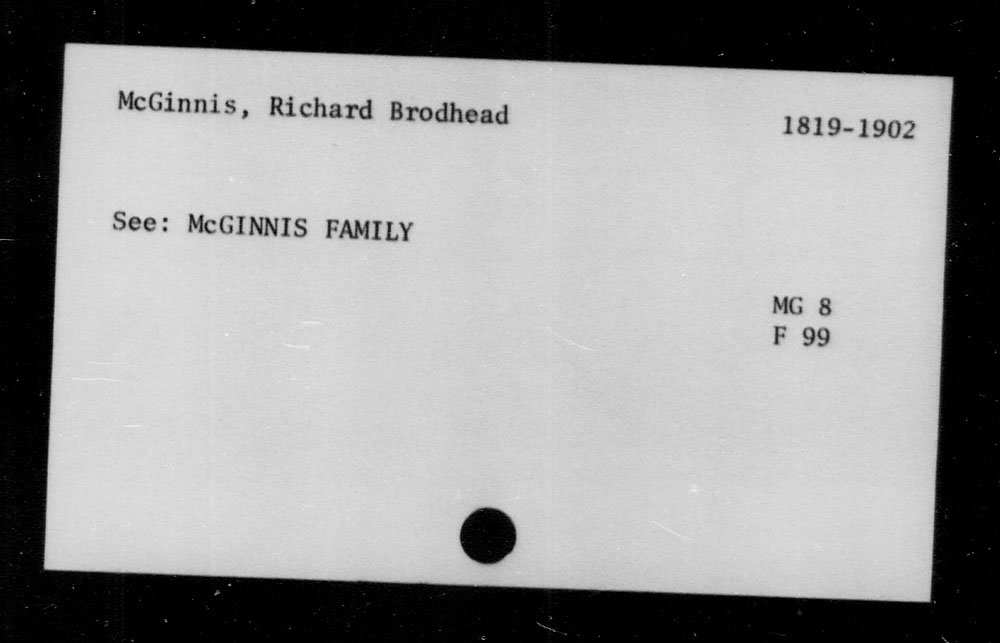 McGinnis, Richard Brodhead 1819-1902
See: McGINNIS FAMILY
MG 8
F 99